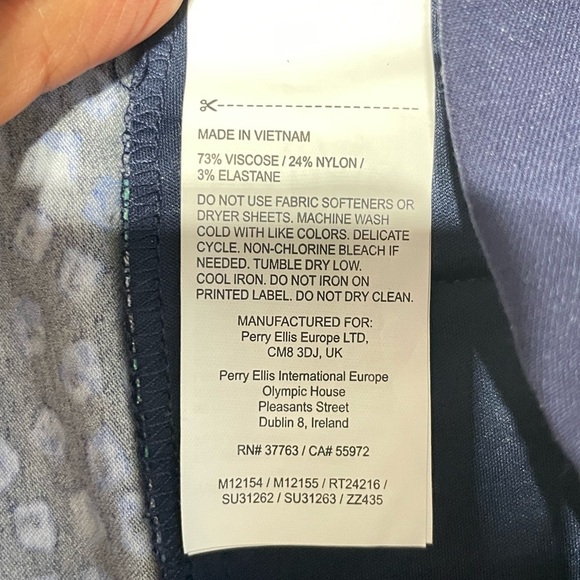 MADE IN VIETNAM
73% VISCOSE / 24% NYLON /
3% ELASTANE
DO NOT USE FABRIC SOFTENERS OR
DRYER SHEETS. MACHINE WASH
COLD WITH LIKE COLORS. DELICATE
CYCLE. NON-CHLORINE BLEACH IF
NEEDED. TUMBLE DRY LOW.
COOL IRON. DO NOT IRON ON
PRINTED LABEL. DO NOT DRY CLEAN.
MANUFACTURED FOR:
Perry Ellis Europe LTD,
CM8 3DJ, UK
Perry Ellis International Europe
Olympic House
Pleasants Street
Dublin 8, Ireland
RN# 37763 / CA# 55972
M12154 / M12155 / RT24216 /
SU31262 / SU31263 / ZZ435